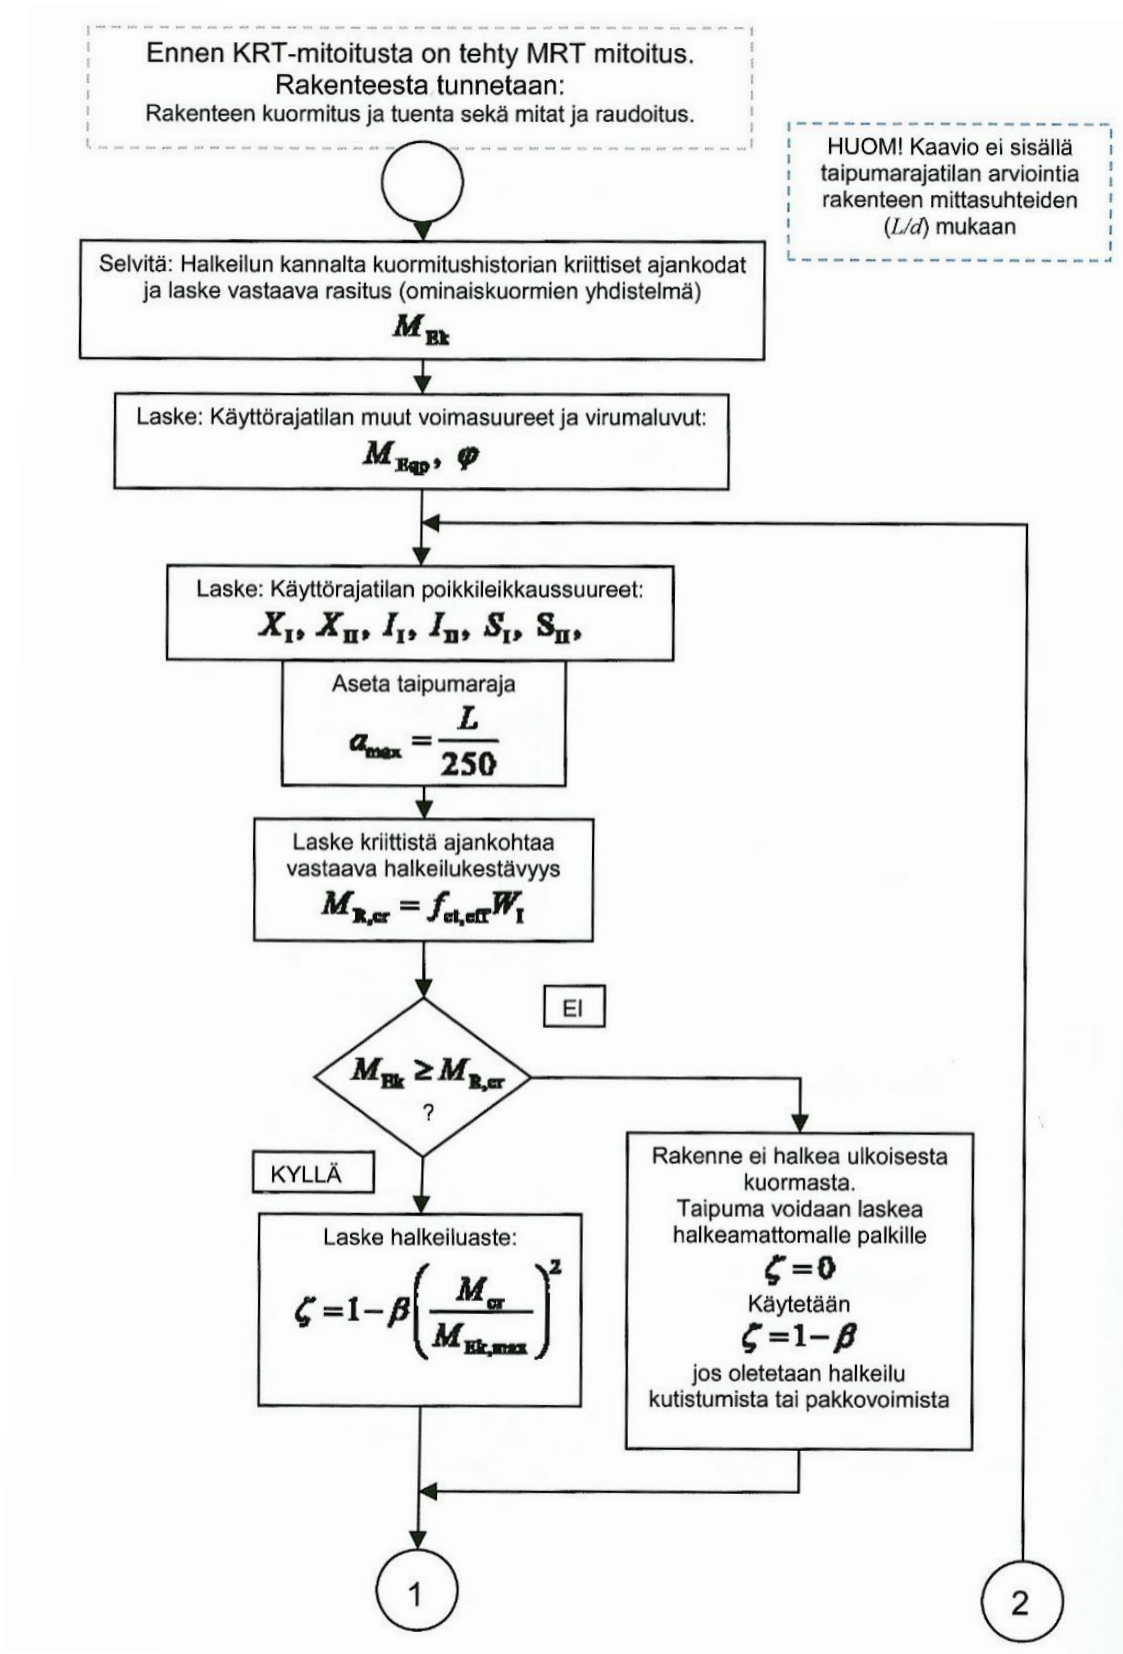 Ennen KRT-mitoitusta on tehty MRT mitoitus.
Rakenteesta tunnetaan:
Rakenteen kuormitus ja tuenta sekä mitat ja raudoitus.
HUOM! Kaavio ei sisällä
taipumarajatilan arviointia
rakenteen mittasuhteiden
(L/d) mukaan
Selvitä: Halkeilun kannalta kuormitushistorian kriittiset ajankodat
ja laske vastaava rasitus (ominaiskuormien yhdistelmä)
M_Ek
Laske: Käyttörajatilan muut voimasuureet ja virumaluvut:
M_Eqp, φ
Laske: Käyttörajatilan poikkileikkaussuureet:
X_I, X_II, I_I, I_II, S_I, S_II,
Aseta taipumaraja
a_max = L/250
Laske kriittistä ajankohtaa
vastaava halkeilukestävyys
M_R,cr = f_ct,eff W_I
EI
M_Ek ≥ M_R,cr
?
KYLLÄ
Laske halkeiluaste:
ζ = 1 - β(M_cr / M_Ek,max)²
Rakenne ei halkea ulkoisesta
kuormasta.
Taipuma voidaan laskea
halkeamattomalle palkille
ζ = 0
Käytetään
ζ = 1 - β
jos oletetaan halkeilu
kutistumista tai pakkovoimista
1
2